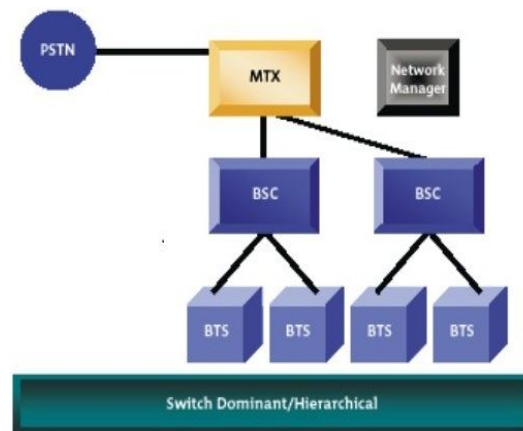 PSTN
MTX
Network
Manager
BSC
BSC
BTS
BTS
BTS
BTS
Switch Dominant/Hierarchical